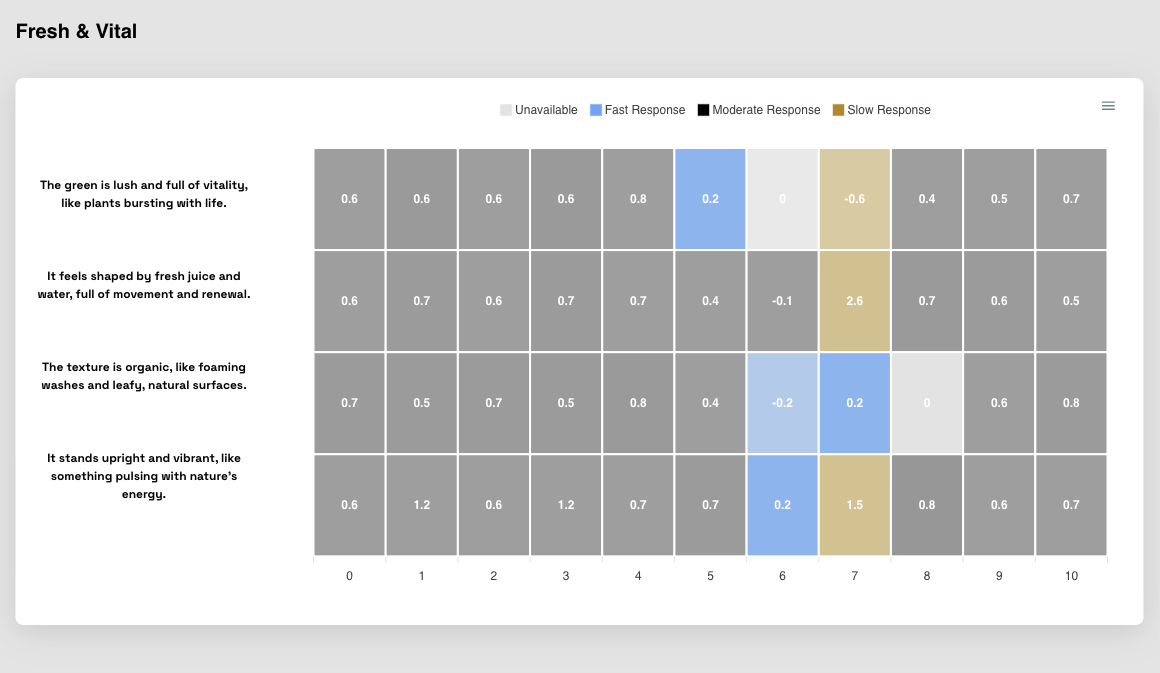 Fresh & Vital
Unavailable Fast Response Moderate Response Slow Response
The green is lush and full of vitality,
like plants bursting with life.
0.6 0.6 0.6 0.6 0.8 0.2 0 -0.6 0.4 0.5 0.7
It feels shaped by fresh juice and
water, full of movement and renewal.
0.6 0.7 0.6 0.7 0.7 0.4 -0.1 2.6 0.7 0.6 0.5
The texture is organic, like foaming
washes and leafy, natural surfaces.
0.7 0.5 0.7 0.5 0.8 0.4 -0.2 0.2 0 0.6 0.8
It stands upright and vibrant, like
something pulsing with nature's
energy.
0.6 1.2 0.6 1.2 0.7 0.7 0.2 1.5 0.8 0.6 0.7
0 1 2 3 4 5 6 7 8 9 10